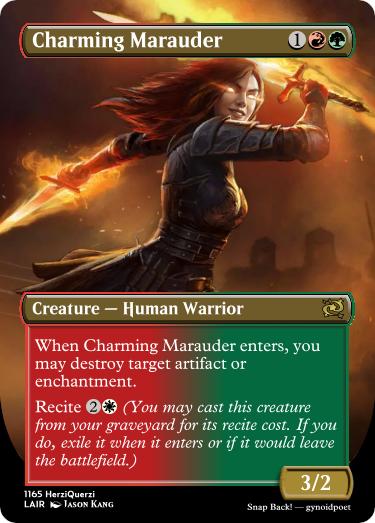 Charming Marauder 1
Creature — Human Warrior
When Charming Marauder enters, you
may destroy target artifact or
enchantment.
Recite 2 (You may cast this creature
from your graveyard for its recite cost. If you
do, exile it when it enters or if it would leave
the battlefield.)
3/2
1165 HerziQuerzi
LAIR Jason Kang
Snap Back! — gynoidpoet